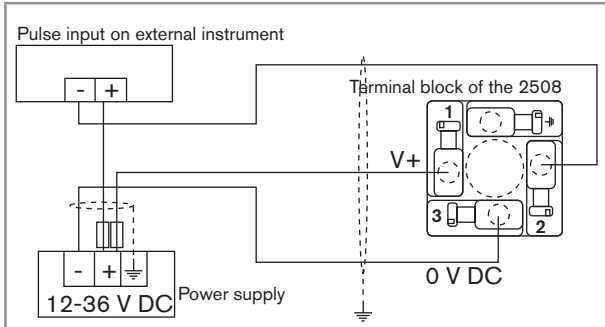 Pulse input on external instrument
- +
Terminal block of the 2508
1
V+
3
2
0 V DC
- +
12-36 V DC
Power supply